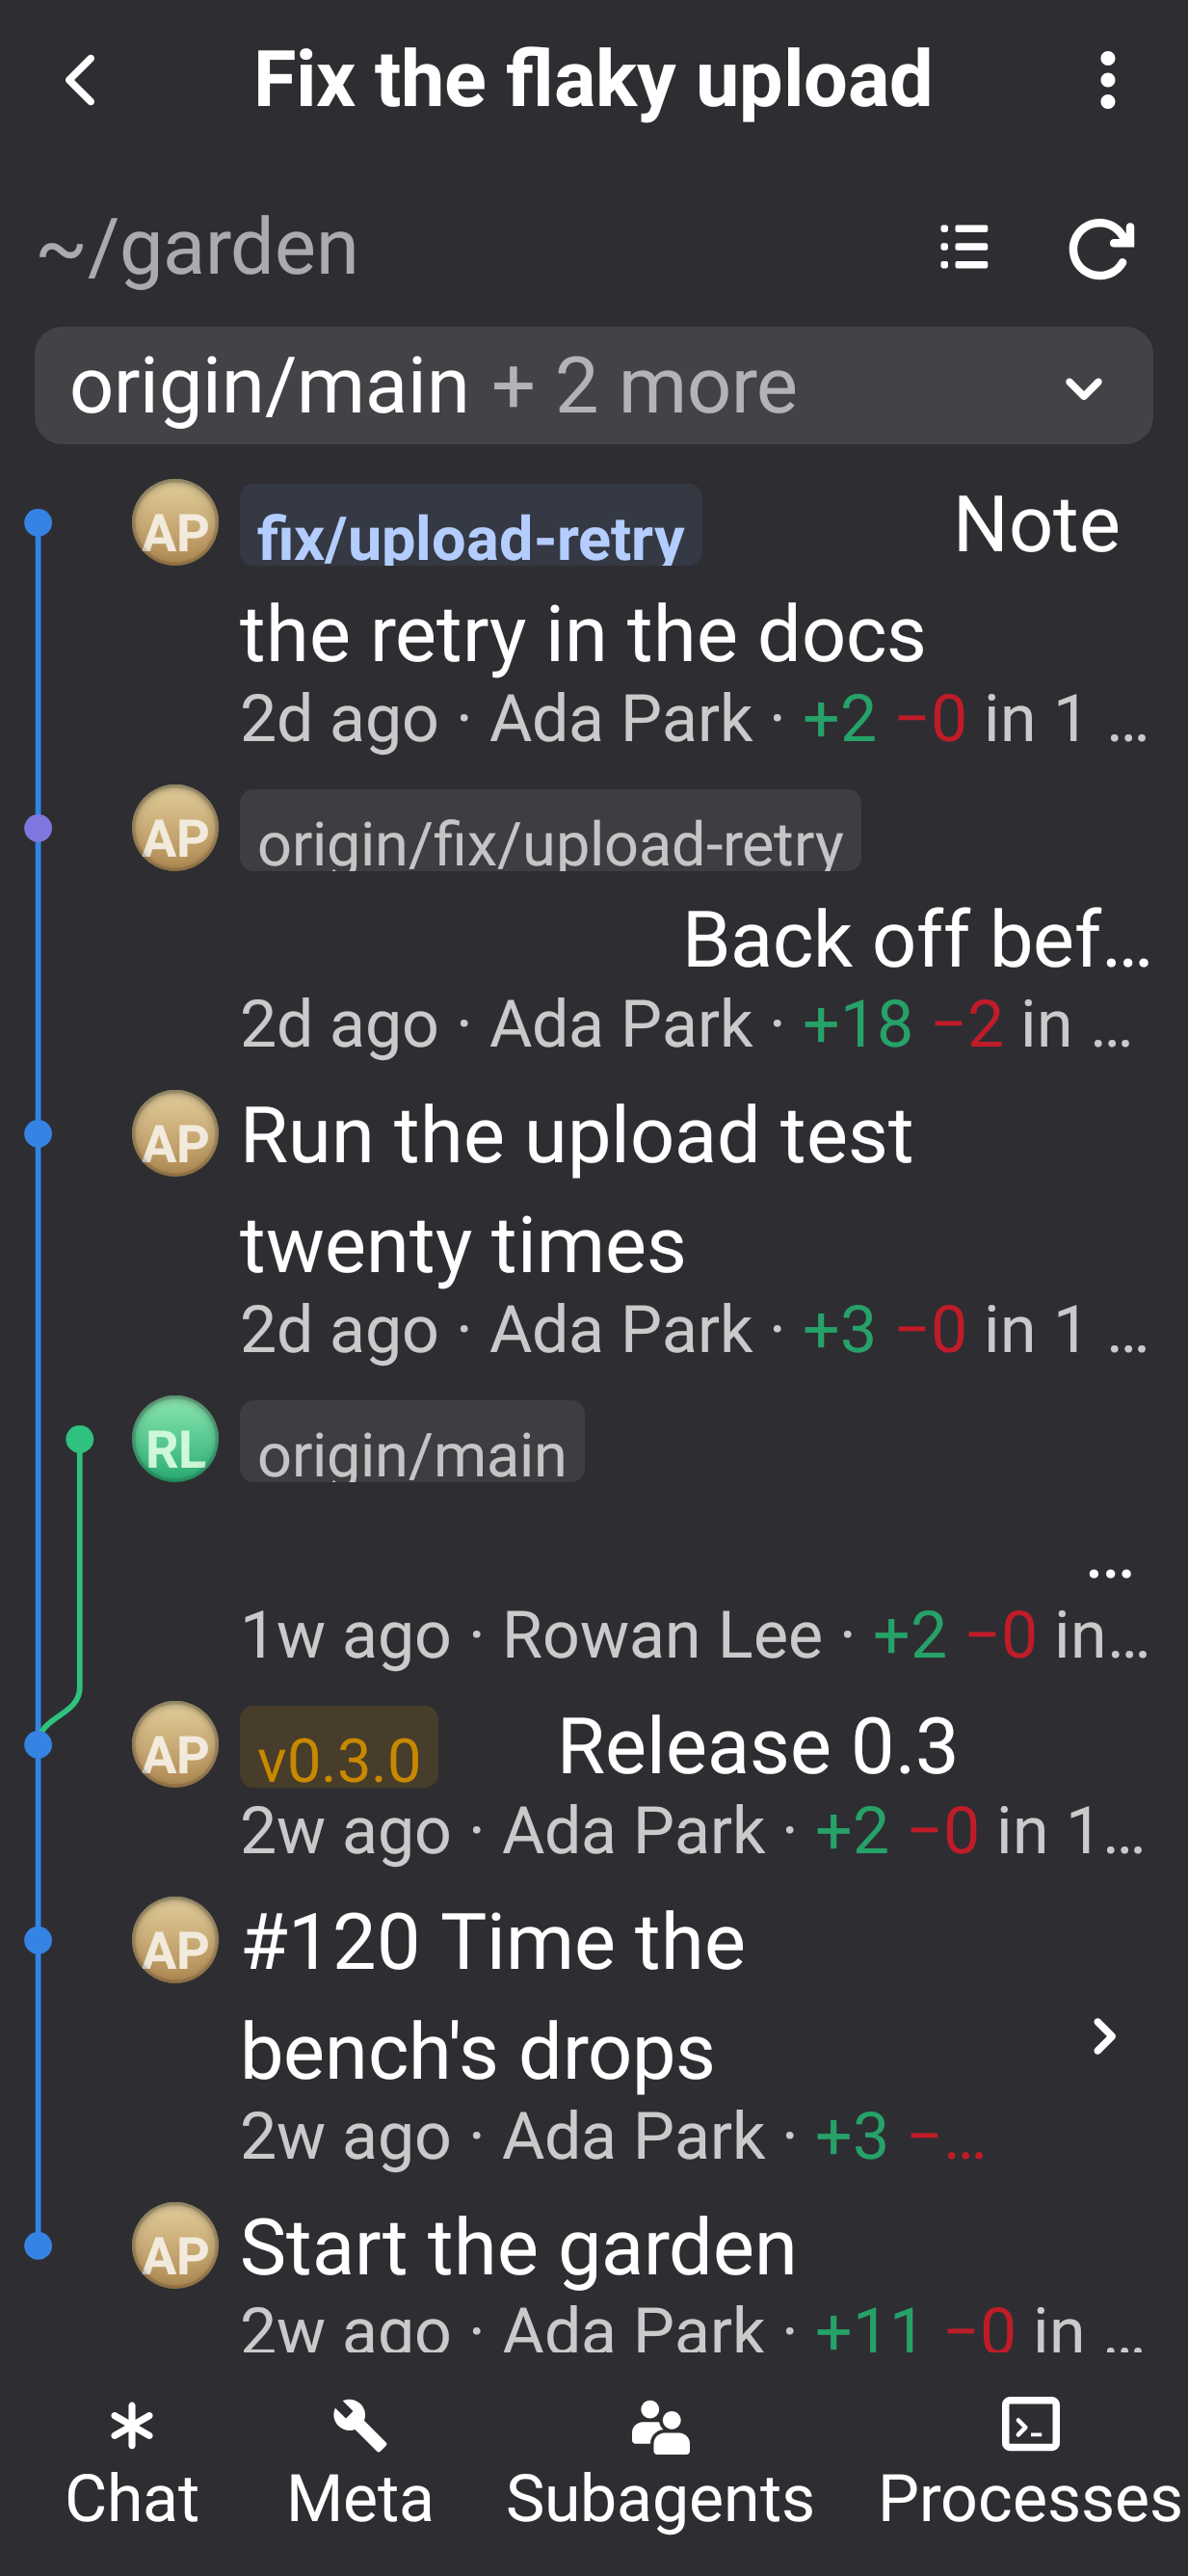 Fix the flaky upload
~/garden
origin/main + 2 more
AP fix/upload-retry Note
the retry in the docs
2d ago · Ada Park · +2 −0 in 1 …
AP origin/fix/upload-retry
Back off bef…
2d ago · Ada Park · +18 −2 in …
AP Run the upload test
twenty times
2d ago · Ada Park · +3 −0 in 1 …
RL origin/main
…
1w ago · Rowan Lee · +2 −0 in…
AP v0.3.0 Release 0.3
2w ago · Ada Park · +2 −0 in 1…
AP #120 Time the
bench's drops
2w ago · Ada Park · +3 −…
AP Start the garden
2w ago · Ada Park · +11 −0 in …
Chat Meta Subagents Processes